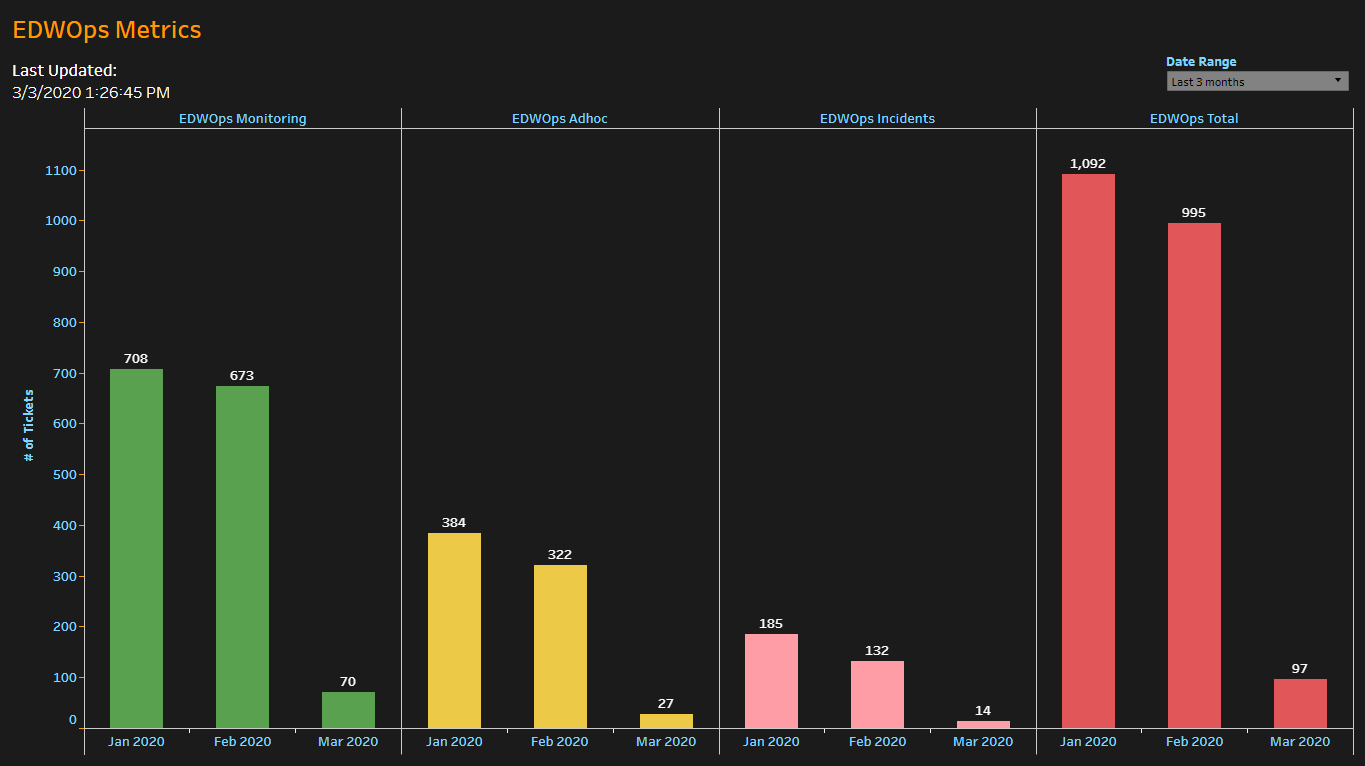 EDWOps Metrics
Last Updated:
3/3/2020 1:26:45 PM
Date Range
Last 3 months
EDWOps Monitoring
EDWOps Adhoc
EDWOps Incidents
EDWOps Total
# of Tickets
1100
1000
900
800
700
600
500
400
300
200
100
0
708
673
70
384
322
27
185
132
14
1,092
995
97
Jan 2020
Feb 2020
Mar 2020
Jan 2020
Feb 2020
Mar 2020
Jan 2020
Feb 2020
Mar 2020
Jan 2020
Feb 2020
Mar 2020